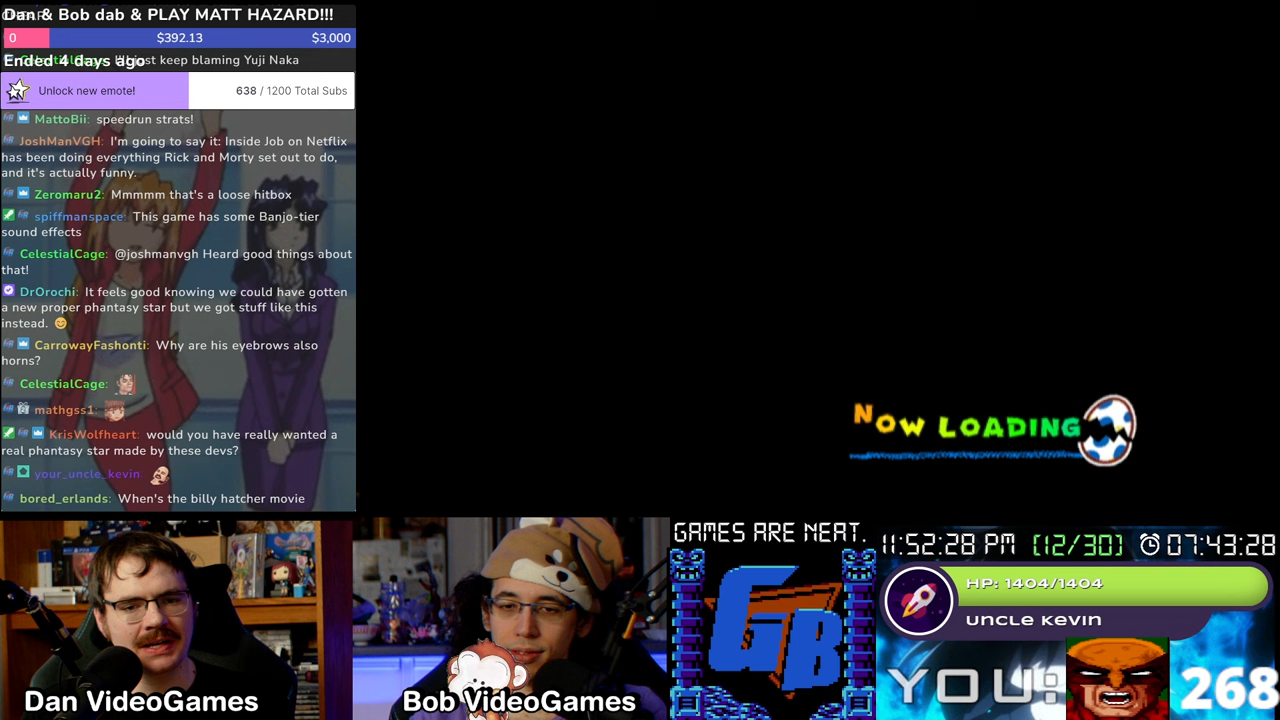 Dan & Bob dab & PLAY MATT HAZARD!!!
0 $392.13 $3,000
Ended 4 days ago
I'll just keep blaming Yuji Naka
Unlock new emote! 638 / 1200 Total Subs
MattoBii: speedrun strats!
JoshManVGH: I'm going to say it: Inside Job on Netflix
has been doing everything Rick and Morty set out to do,
and it's actually funny.
Zeromaru2: Mmmmm that's a loose hitbox
spiffmanspace: This game has some Banjo-tier
sound effects
CelestialCage: @joshmanvgh Heard good things about
that!
DrOrochi: It feels good knowing we could have gotten
a new proper phantasy star but we got stuff like this
instead. 😊
CarrowayFashonti: Why are his eyebrows also
horns?
CelestialCage:
mathgss1:
KrisWolfheart: would you have really wanted a
real phantasy star made by these devs?
your_uncle_kevin:
bored_erlands: When's the billy hatcher movie
NOW LOADING
GAMES ARE NEAT.
GB
11:52:28 PM [12/30] 07:43:28
HP: 1404/1404
UNCLE KEVIN
YOU:
268
Dan VideoGames
Bob VideoGames